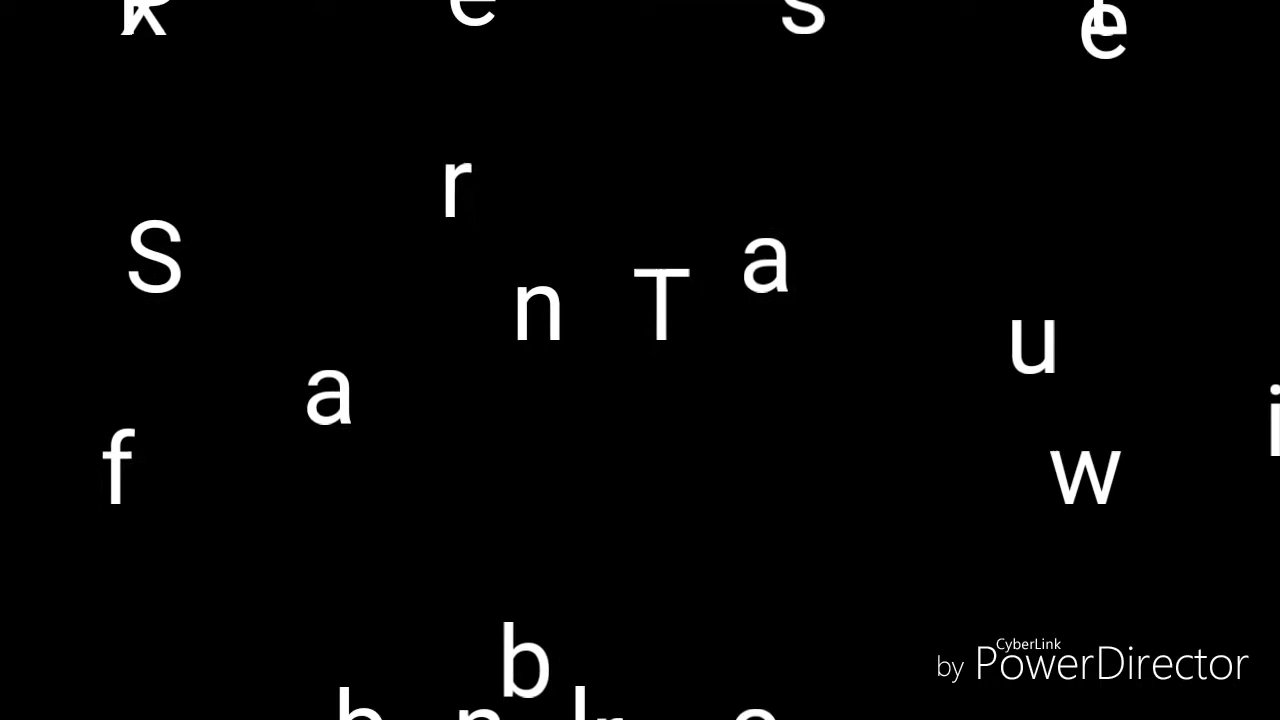 e s e
r
S a
n T
u
a i
f w
b
CyberLink
by PowerDirector